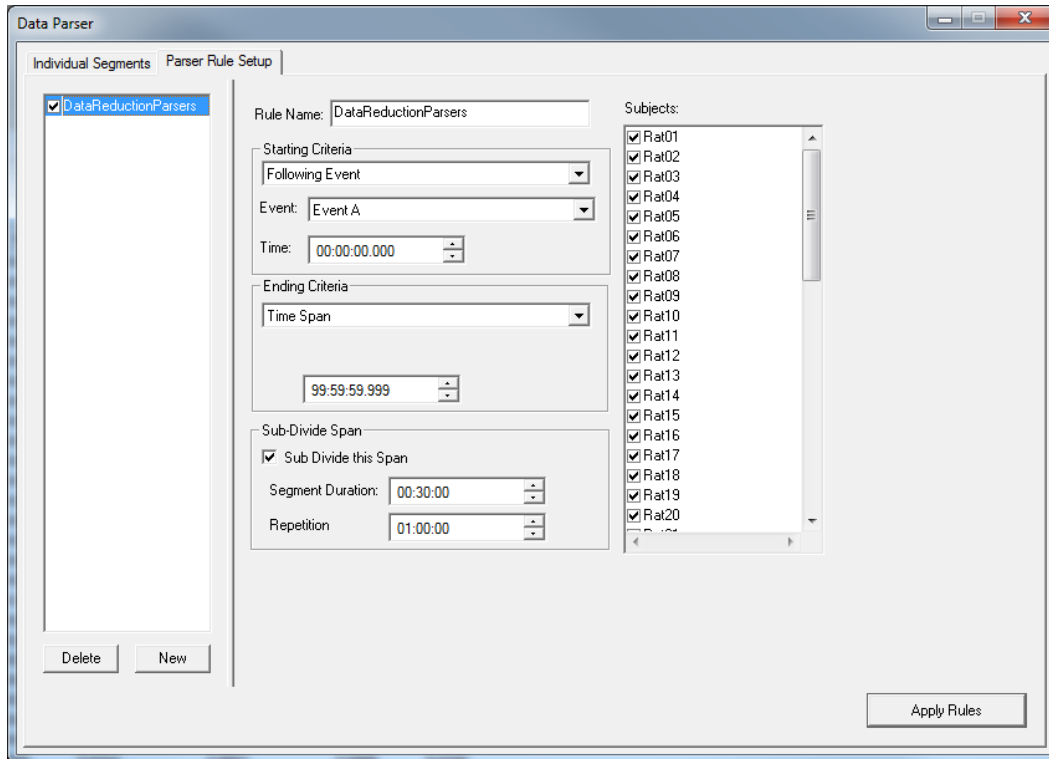 Data Parser
Individual Segments
Parser Rule Setup
DataReductionParsers
Rule Name: DataReductionParsers
Starting Criteria
Following Event
Event: Event A
Time: 00:00:00.000
Ending Criteria
Time Span
99:59:59.999
Sub-Divide Span
Sub Divide this Span
Segment Duration: 00:30:00
Repetition 01:00:00
Subjects:
Rat01
Rat02
Rat03
Rat04
Rat05
Rat06
Rat07
Rat08
Rat09
Rat10
Rat11
Rat12
Rat13
Rat14
Rat15
Rat16
Rat17
Rat18
Rat19
Rat20
Delete
New
Apply Rules